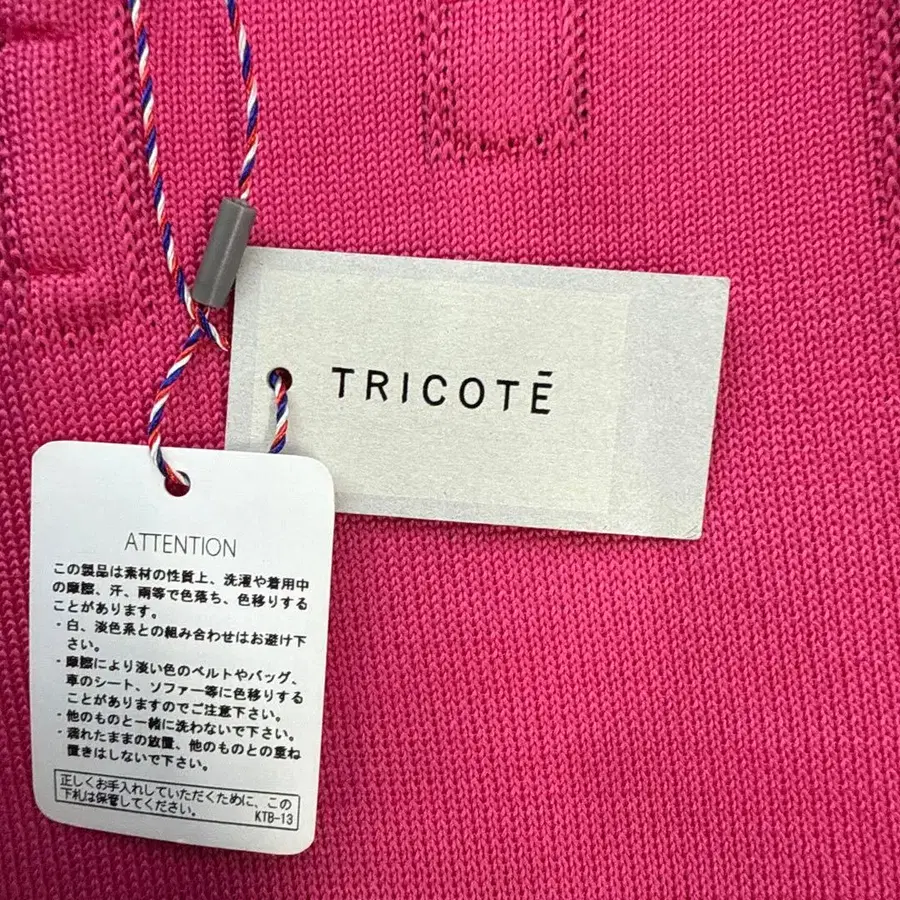 TRICOTĒ
ATTENTION
この製品は素材の性質上、洗濯や着用中
の摩擦、汗、雨等で色落ち、色移りする
ことがあります。
・白、淡色系との組み合わせはお避け下
さい。
・摩擦により淡い色のベルトやバッグ、
車のシート、ソファー等に色移りする
ことがありますのでご注意下さい。
・他のものと一緒に洗わないで下さい。
・濡れたままの放置、他のものとの重ね
置きはしないで下さい。
正しくお手入れしていただくために、この
下札は保管してください。
KTB-13